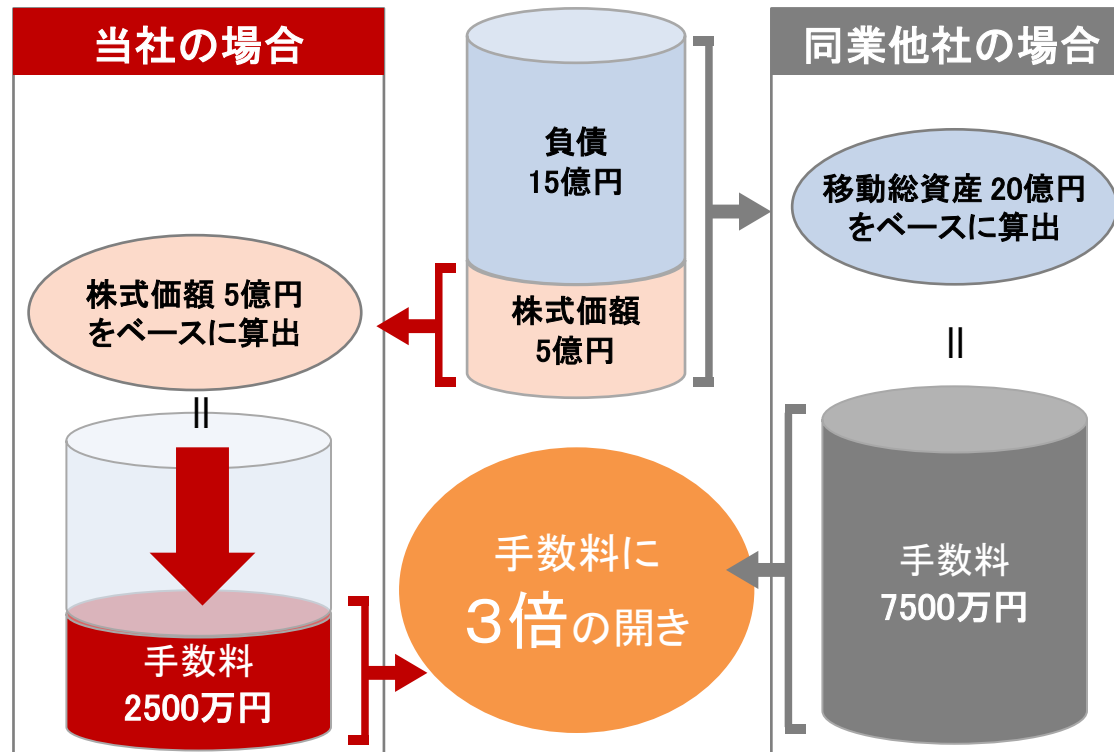 当社の場合
株式価額 5億円
をベースに算出
||
手数料
2500万円
負債
15億円
株式価額
5億円
手数料に
3倍の開き
同業他社の場合
移動総資産 20億円
をベースに算出
||
手数料
7500万円